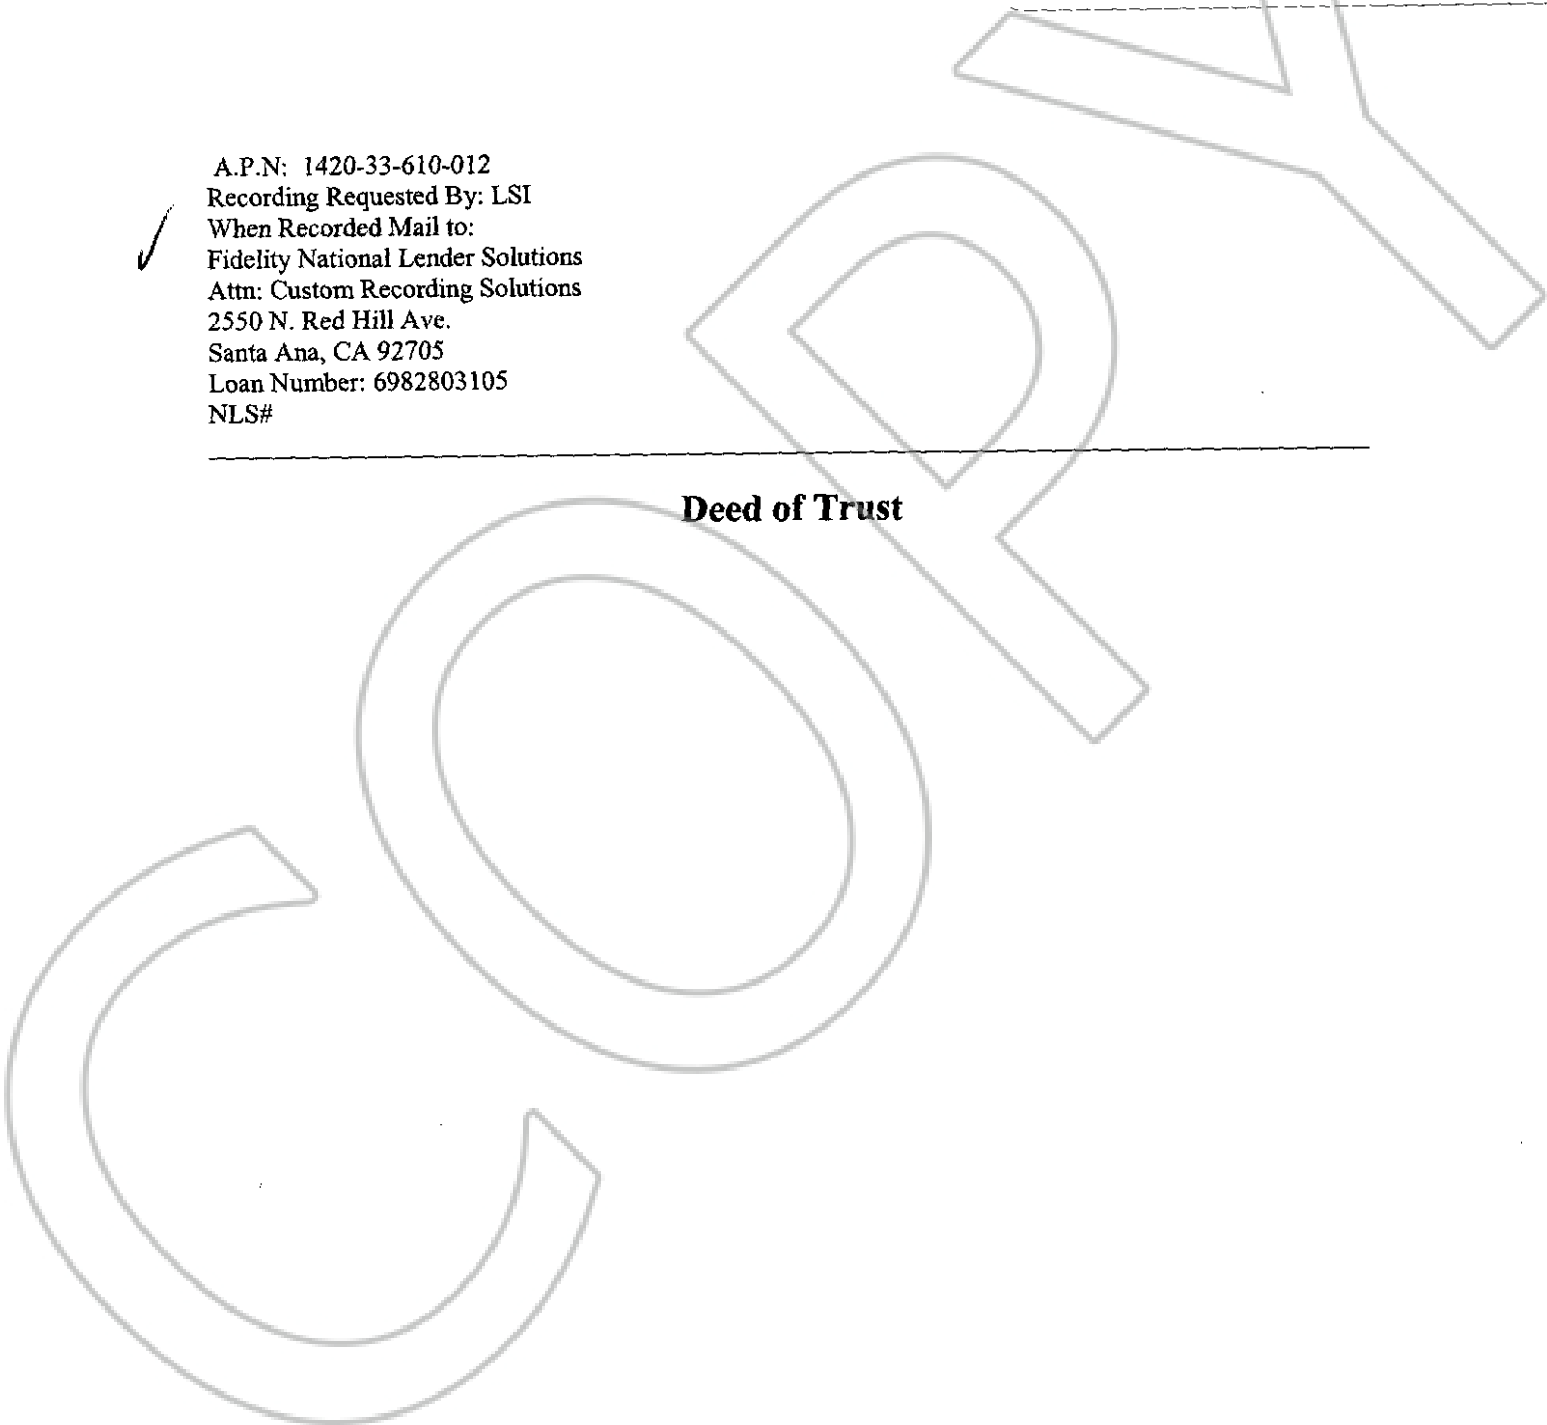 A.P.N: 1420-33-610-012
Recording Requested By: LSI
When Recorded Mail to:
Fidelity National Lender Solutions
Attn: Custom Recording Solutions
2550 N. Red Hill Ave.
Santa Ana, CA 92705
Loan Number: 6982803105
NLS#
Deed of Trust
COPY